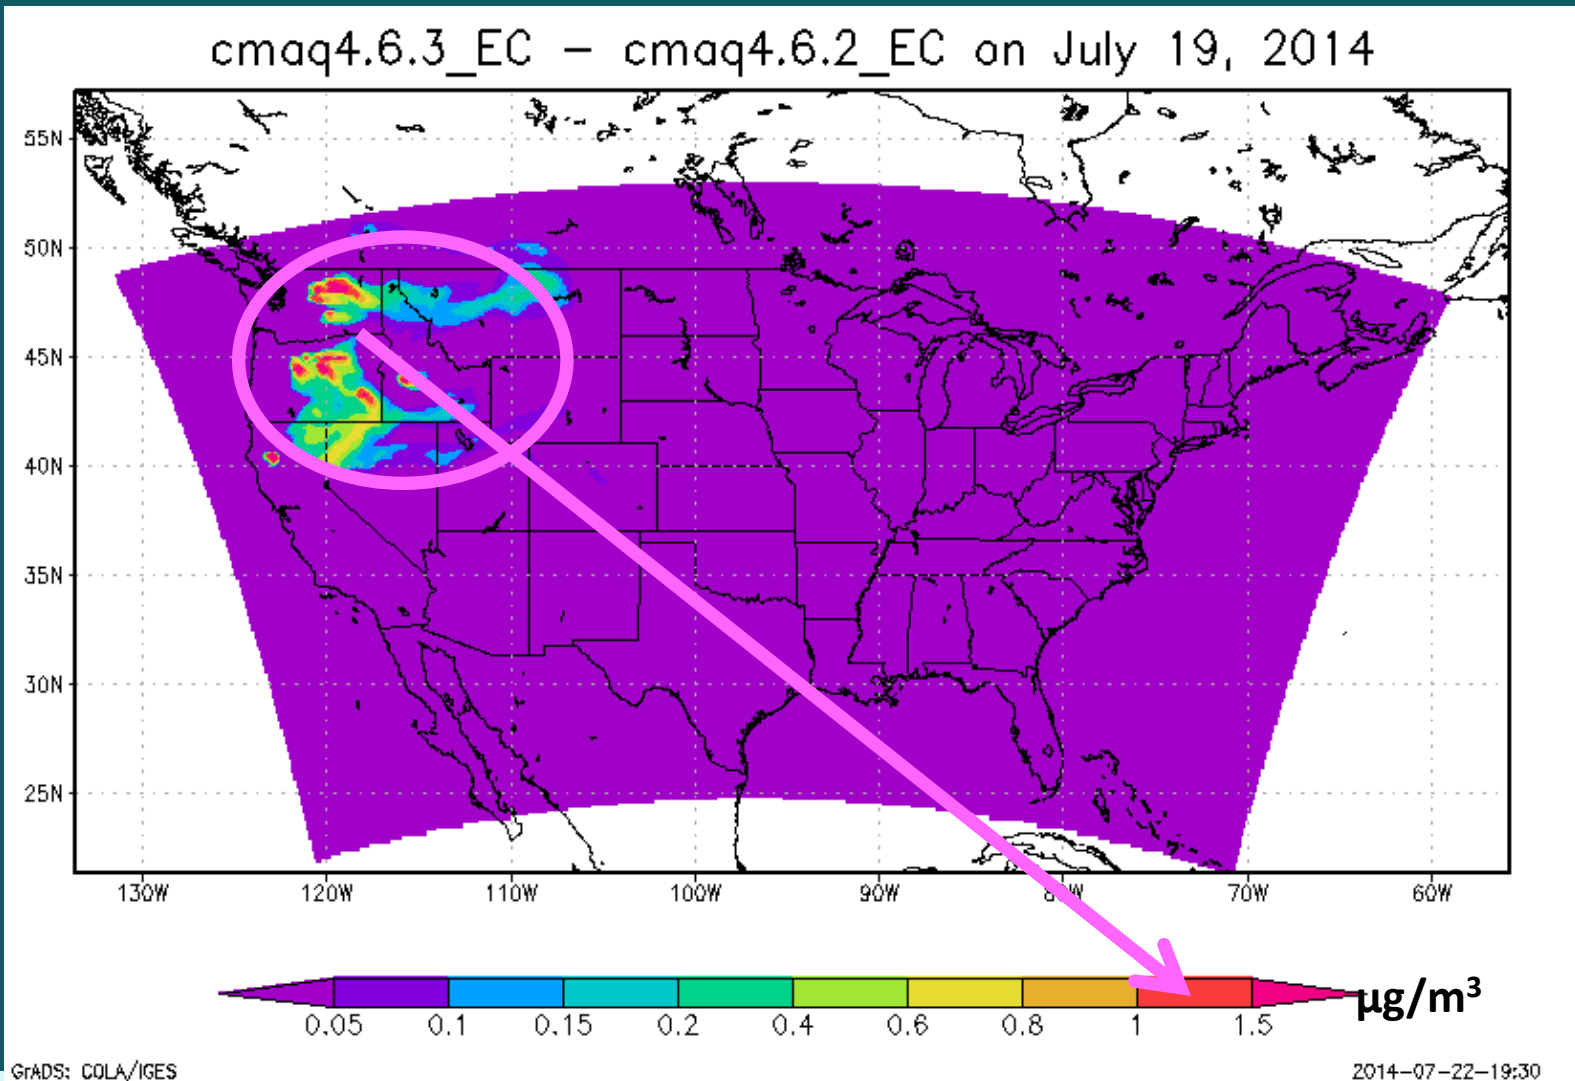 cmaq4.6.3_EC – cmaq4.6.2_EC on July 19, 2014
55N
50N
45N
40N
35N
30N
25N
130W 120W 110W 100W 90W 80W 70W 60W
0.05 0.1 0.15 0.2 0.4 0.6 0.8 1 1.5 µg/m³
GrADS: COLA/IGES 2014-07-22-19:30